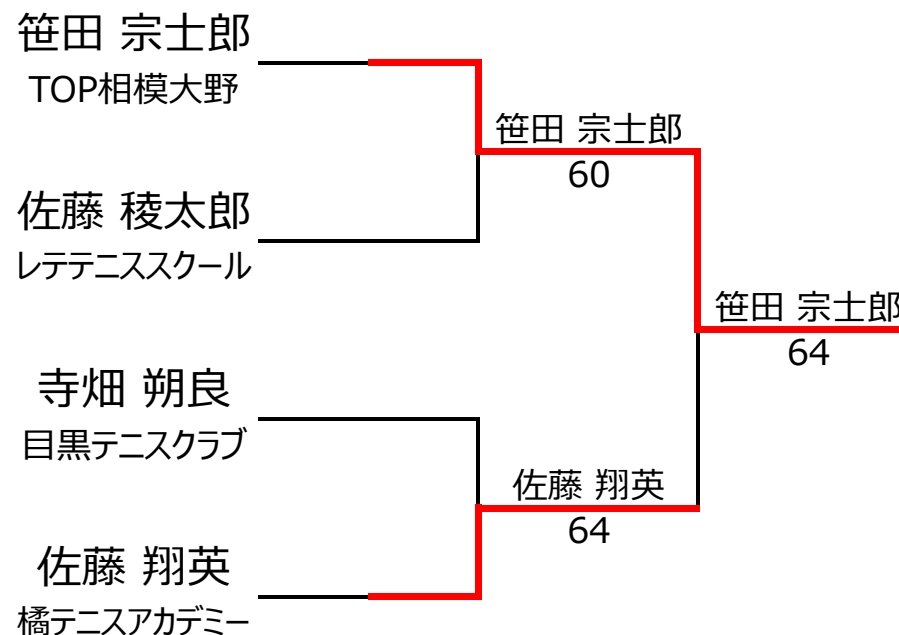 笹田 宗士郎
TOP相模大野
笹田 宗士郎
60
佐藤 稜太郎
レテテニススクール
笹田 宗士郎
64
寺畑 朔良
目黒テニスクラブ
佐藤 翔英
64
佐藤 翔英
橘テニスアカデミー